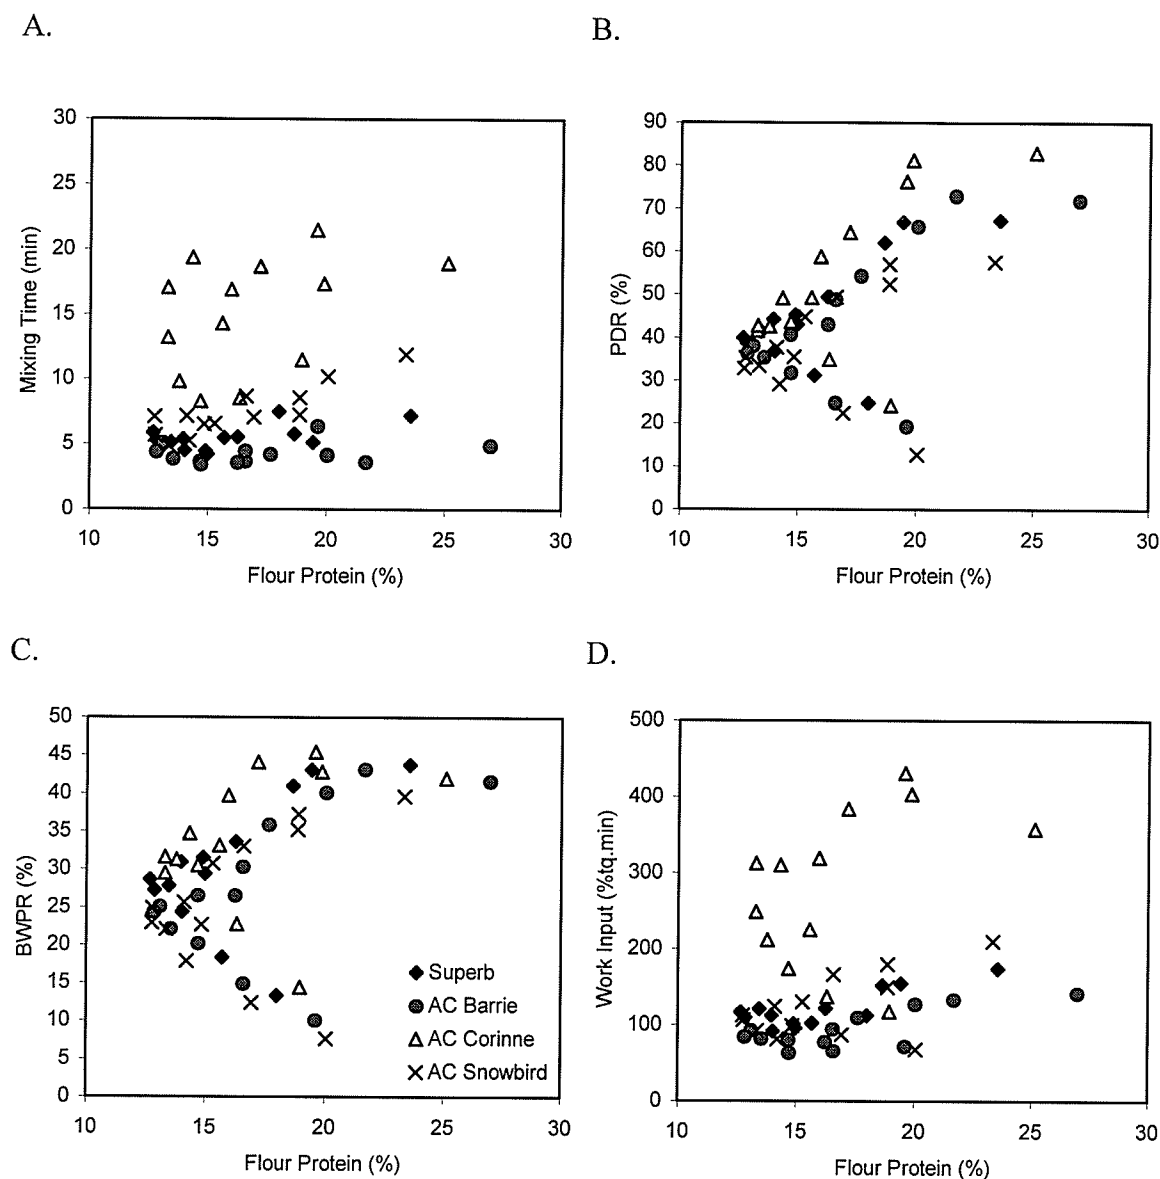 A.
B.
30
25
20
15
10
5
0
Mixing Time (min)
10 15 20 25 30
Flour Protein (%)
90
80
70
60
50
40
30
20
10
0
PDR (%)
10 15 20 25 30
Flour Protein (%)
C.
D.
50
45
40
35
30
25
20
15
10
5
0
BWPR (%)
Superb
AC Barrie
AC Corinne
AC Snowbird
10 15 20 25 30
Flour Protein (%)
500
400
300
200
100
0
Work Input (%tq.min)
10 15 20 25 30
Flour Protein (%)